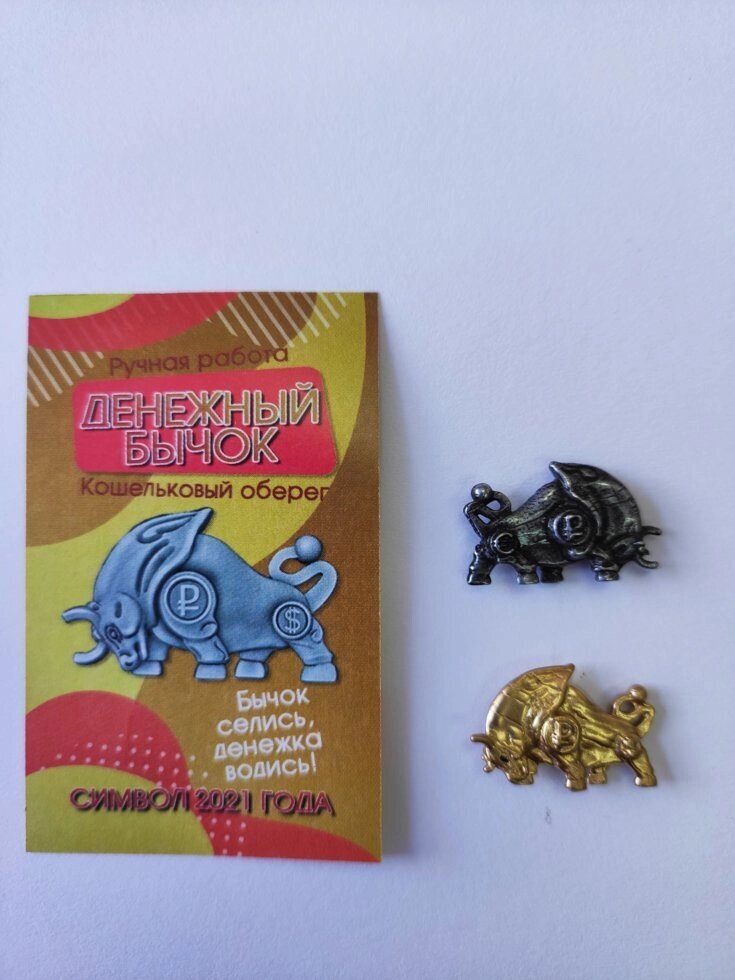 Ручная работа
ДЕНЕЖНЫЙ
БЫЧОК
Кошельковый оберег
₽
$
Бычок
селись,
денежка
водись!
СИМВОЛ 2021 ГОДА
₽
€
₽